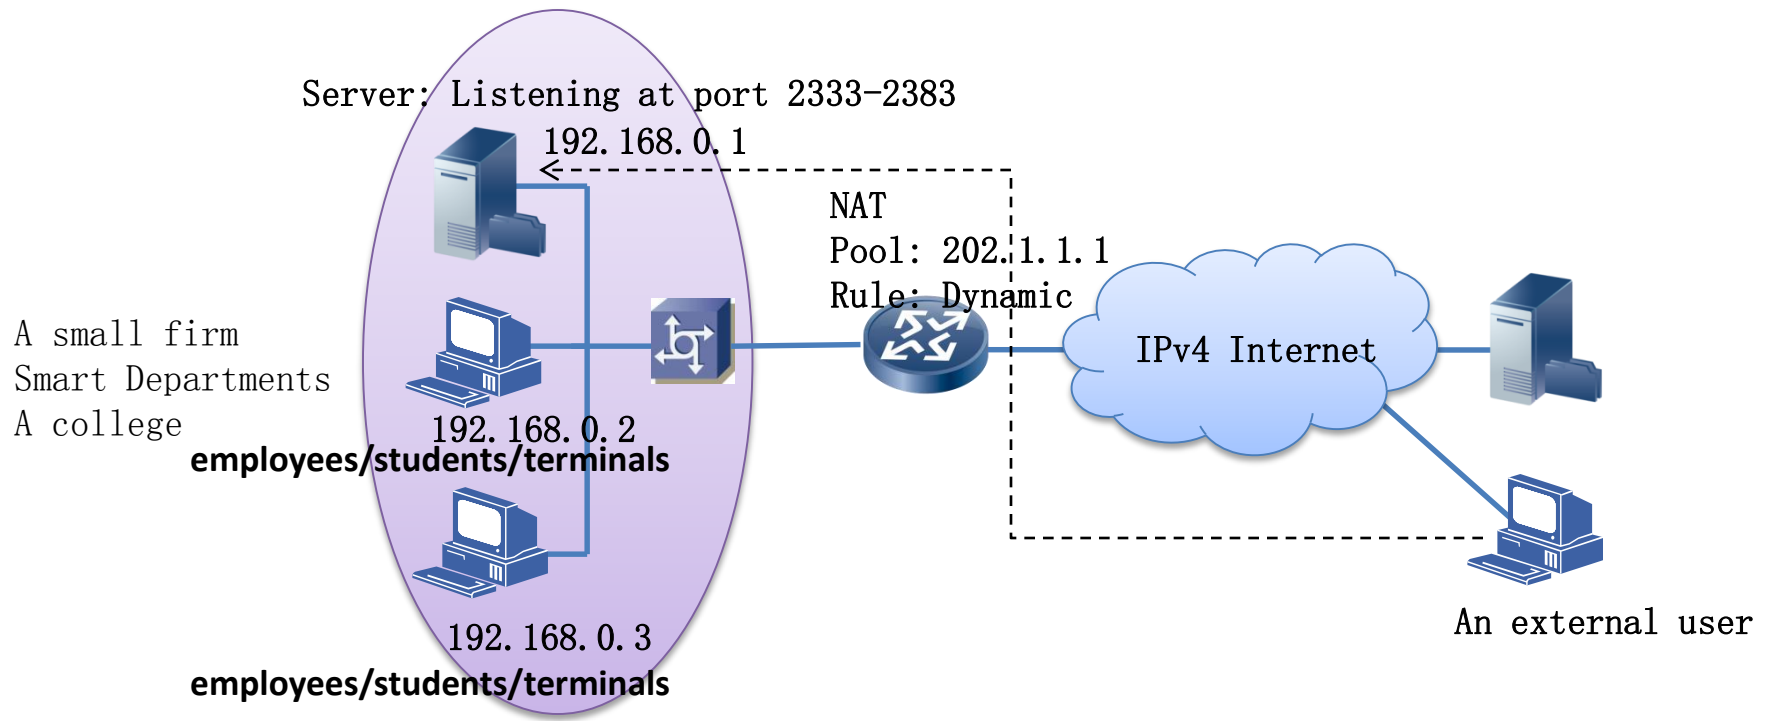 Server: Listening at port 2333-2383
192.168.0.1
NAT
Pool: 202.1.1.1
Rule: Dynamic
A small firm
Smart Departments
A college
IPv4 Internet
192.168.0.2
employees/students/terminals
192.168.0.3
employees/students/terminals
An external user